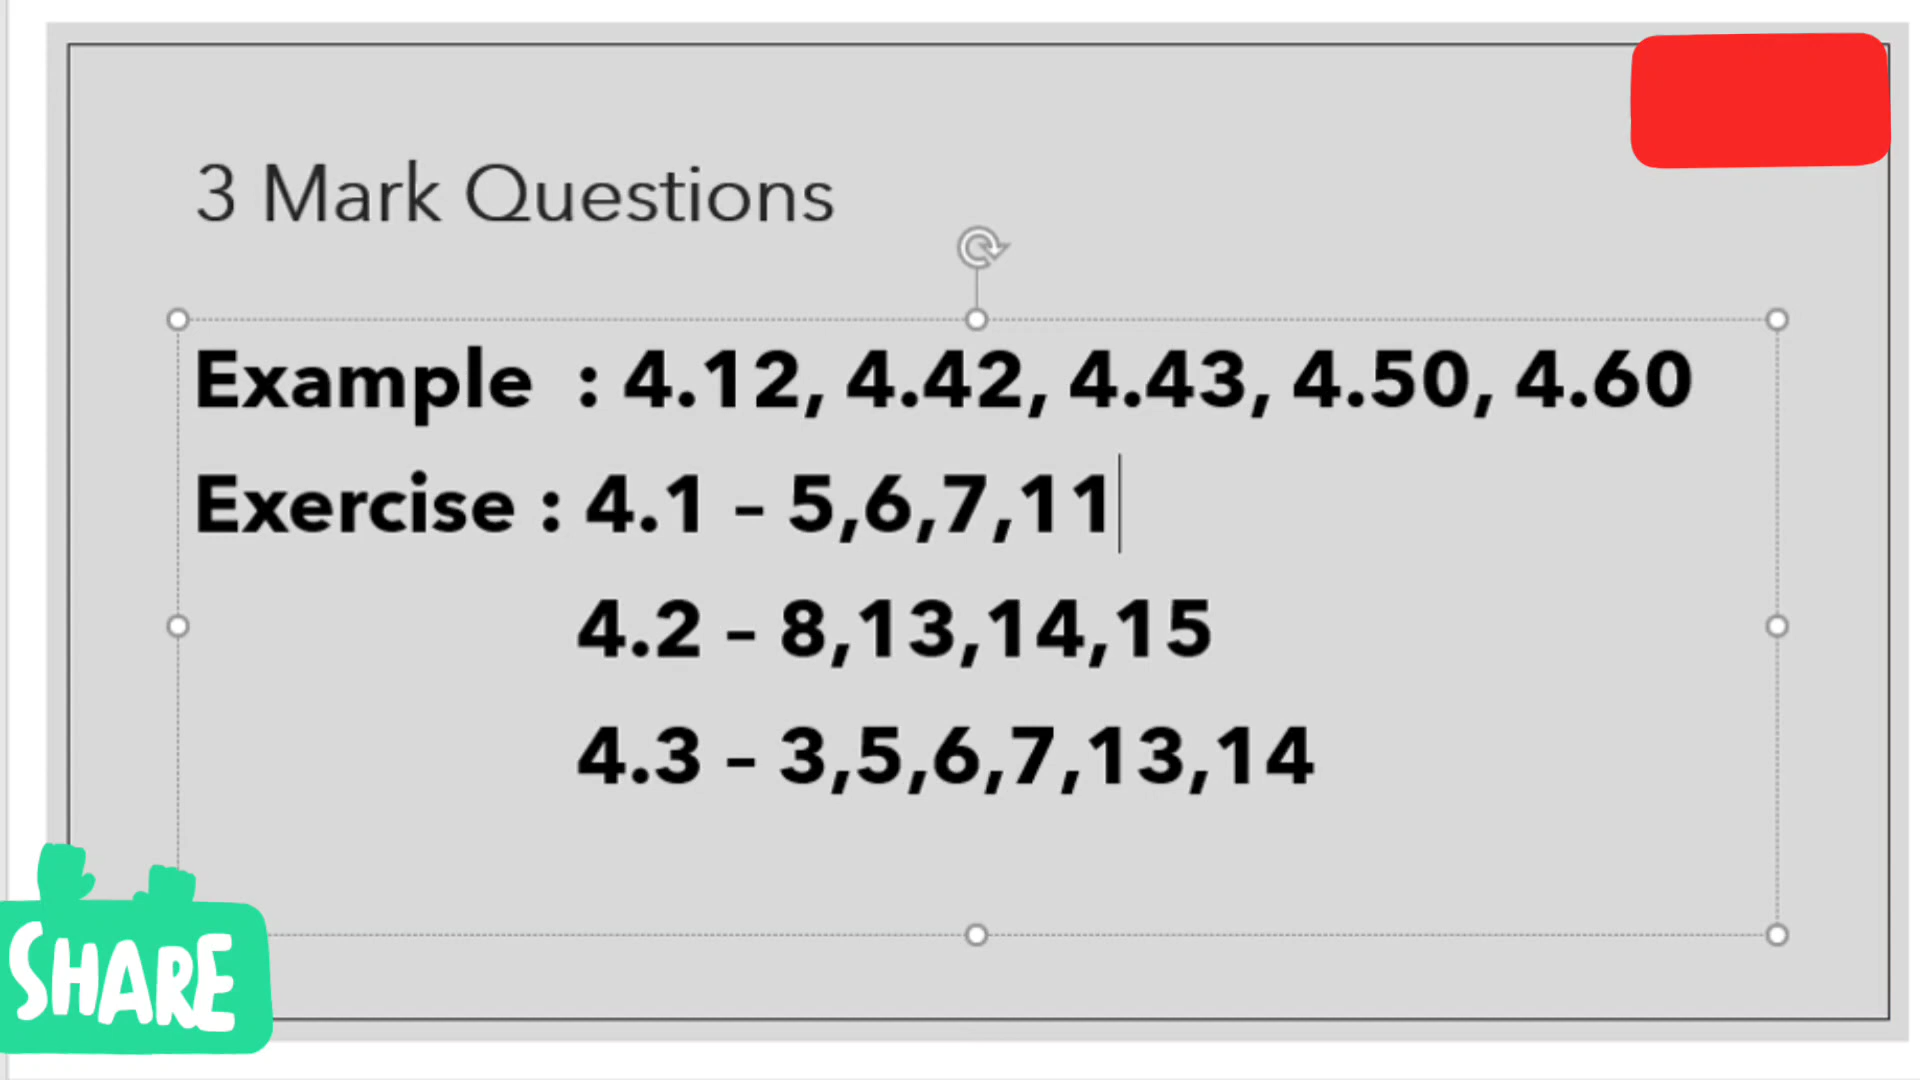 3 Mark Questions
Example : 4.12, 4.42, 4.43, 4.50, 4.60
Exercise : 4.1 – 5,6,7,11
4.2 – 8,13,14,15
4.3 – 3,5,6,7,13,14
SHARE